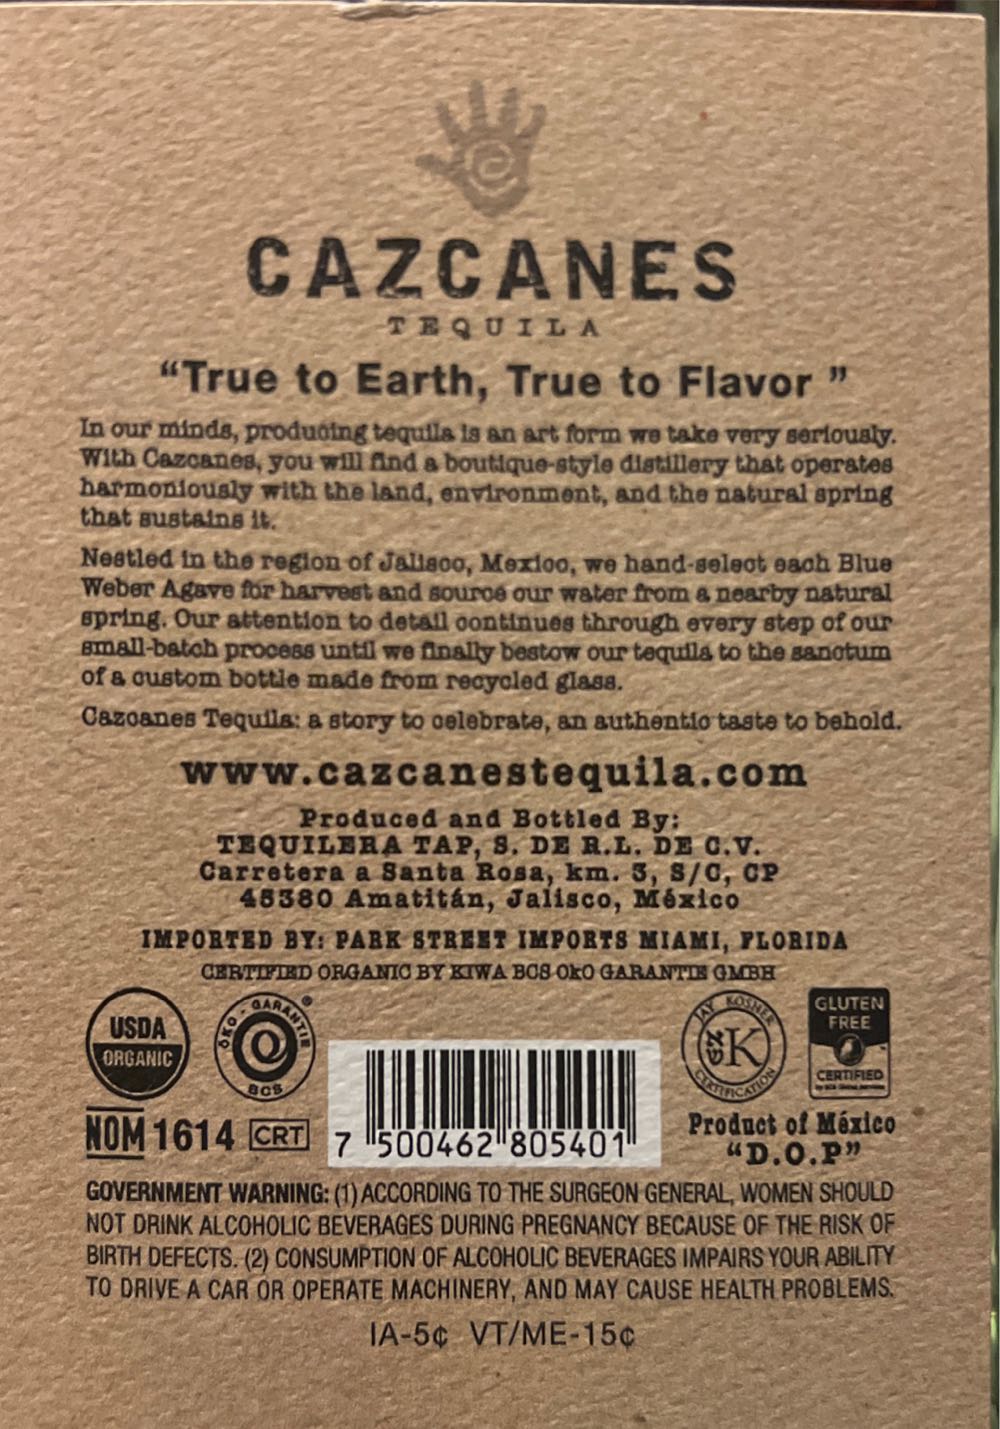 CAZCANES
TEQUILA
“True to Earth, True to Flavor ”
In our minds, producing tequila is an art form we take very seriously.
With Cazcanes, you will find a boutique-style distillery that operates
harmoniously with the land, environment, and the natural spring
that sustains it.
Nestled in the region of Jalisco, Mexico, we hand-select each Blue
Weber Agave for harvest and source our water from a nearby natural
spring. Our attention to detail continues through every step of our
small-batch process until we finally bestow our tequila to the sanctum
of a custom bottle made from recycled glass.
Cazcanes Tequila: a story to celebrate, an authentic taste to behold.
www.cazcanestequila.com
Produced and Bottled By:
TEQUILERA TAP, S. DE R.L. DE C.V.
Carretera a Santa Rosa, km. 3, S/C, CP
45380 Amatitán, Jalisco, México
IMPORTED BY: PARK STREET IMPORTS MIAMI, FLORIDA
CERTIFIED ORGANIC BY KIWA BCS OkO GARANTIE GMBH
USDA
ORGANIC
ÖKO - GARANTIE ®
BCS
JAY KOSHER
K
CERTIFICATION
GLUTEN
FREE
CERTIFIED
NOM 1614 CRT
7 500462 805401
Product of México
“D.O.P”
GOVERNMENT WARNING: (1) ACCORDING TO THE SURGEON GENERAL, WOMEN SHOULD
NOT DRINK ALCOHOLIC BEVERAGES DURING PREGNANCY BECAUSE OF THE RISK OF
BIRTH DEFECTS. (2) CONSUMPTION OF ALCOHOLIC BEVERAGES IMPAIRS YOUR ABILITY
TO DRIVE A CAR OR OPERATE MACHINERY, AND MAY CAUSE HEALTH PROBLEMS.
IA-5¢ VT/ME-15¢